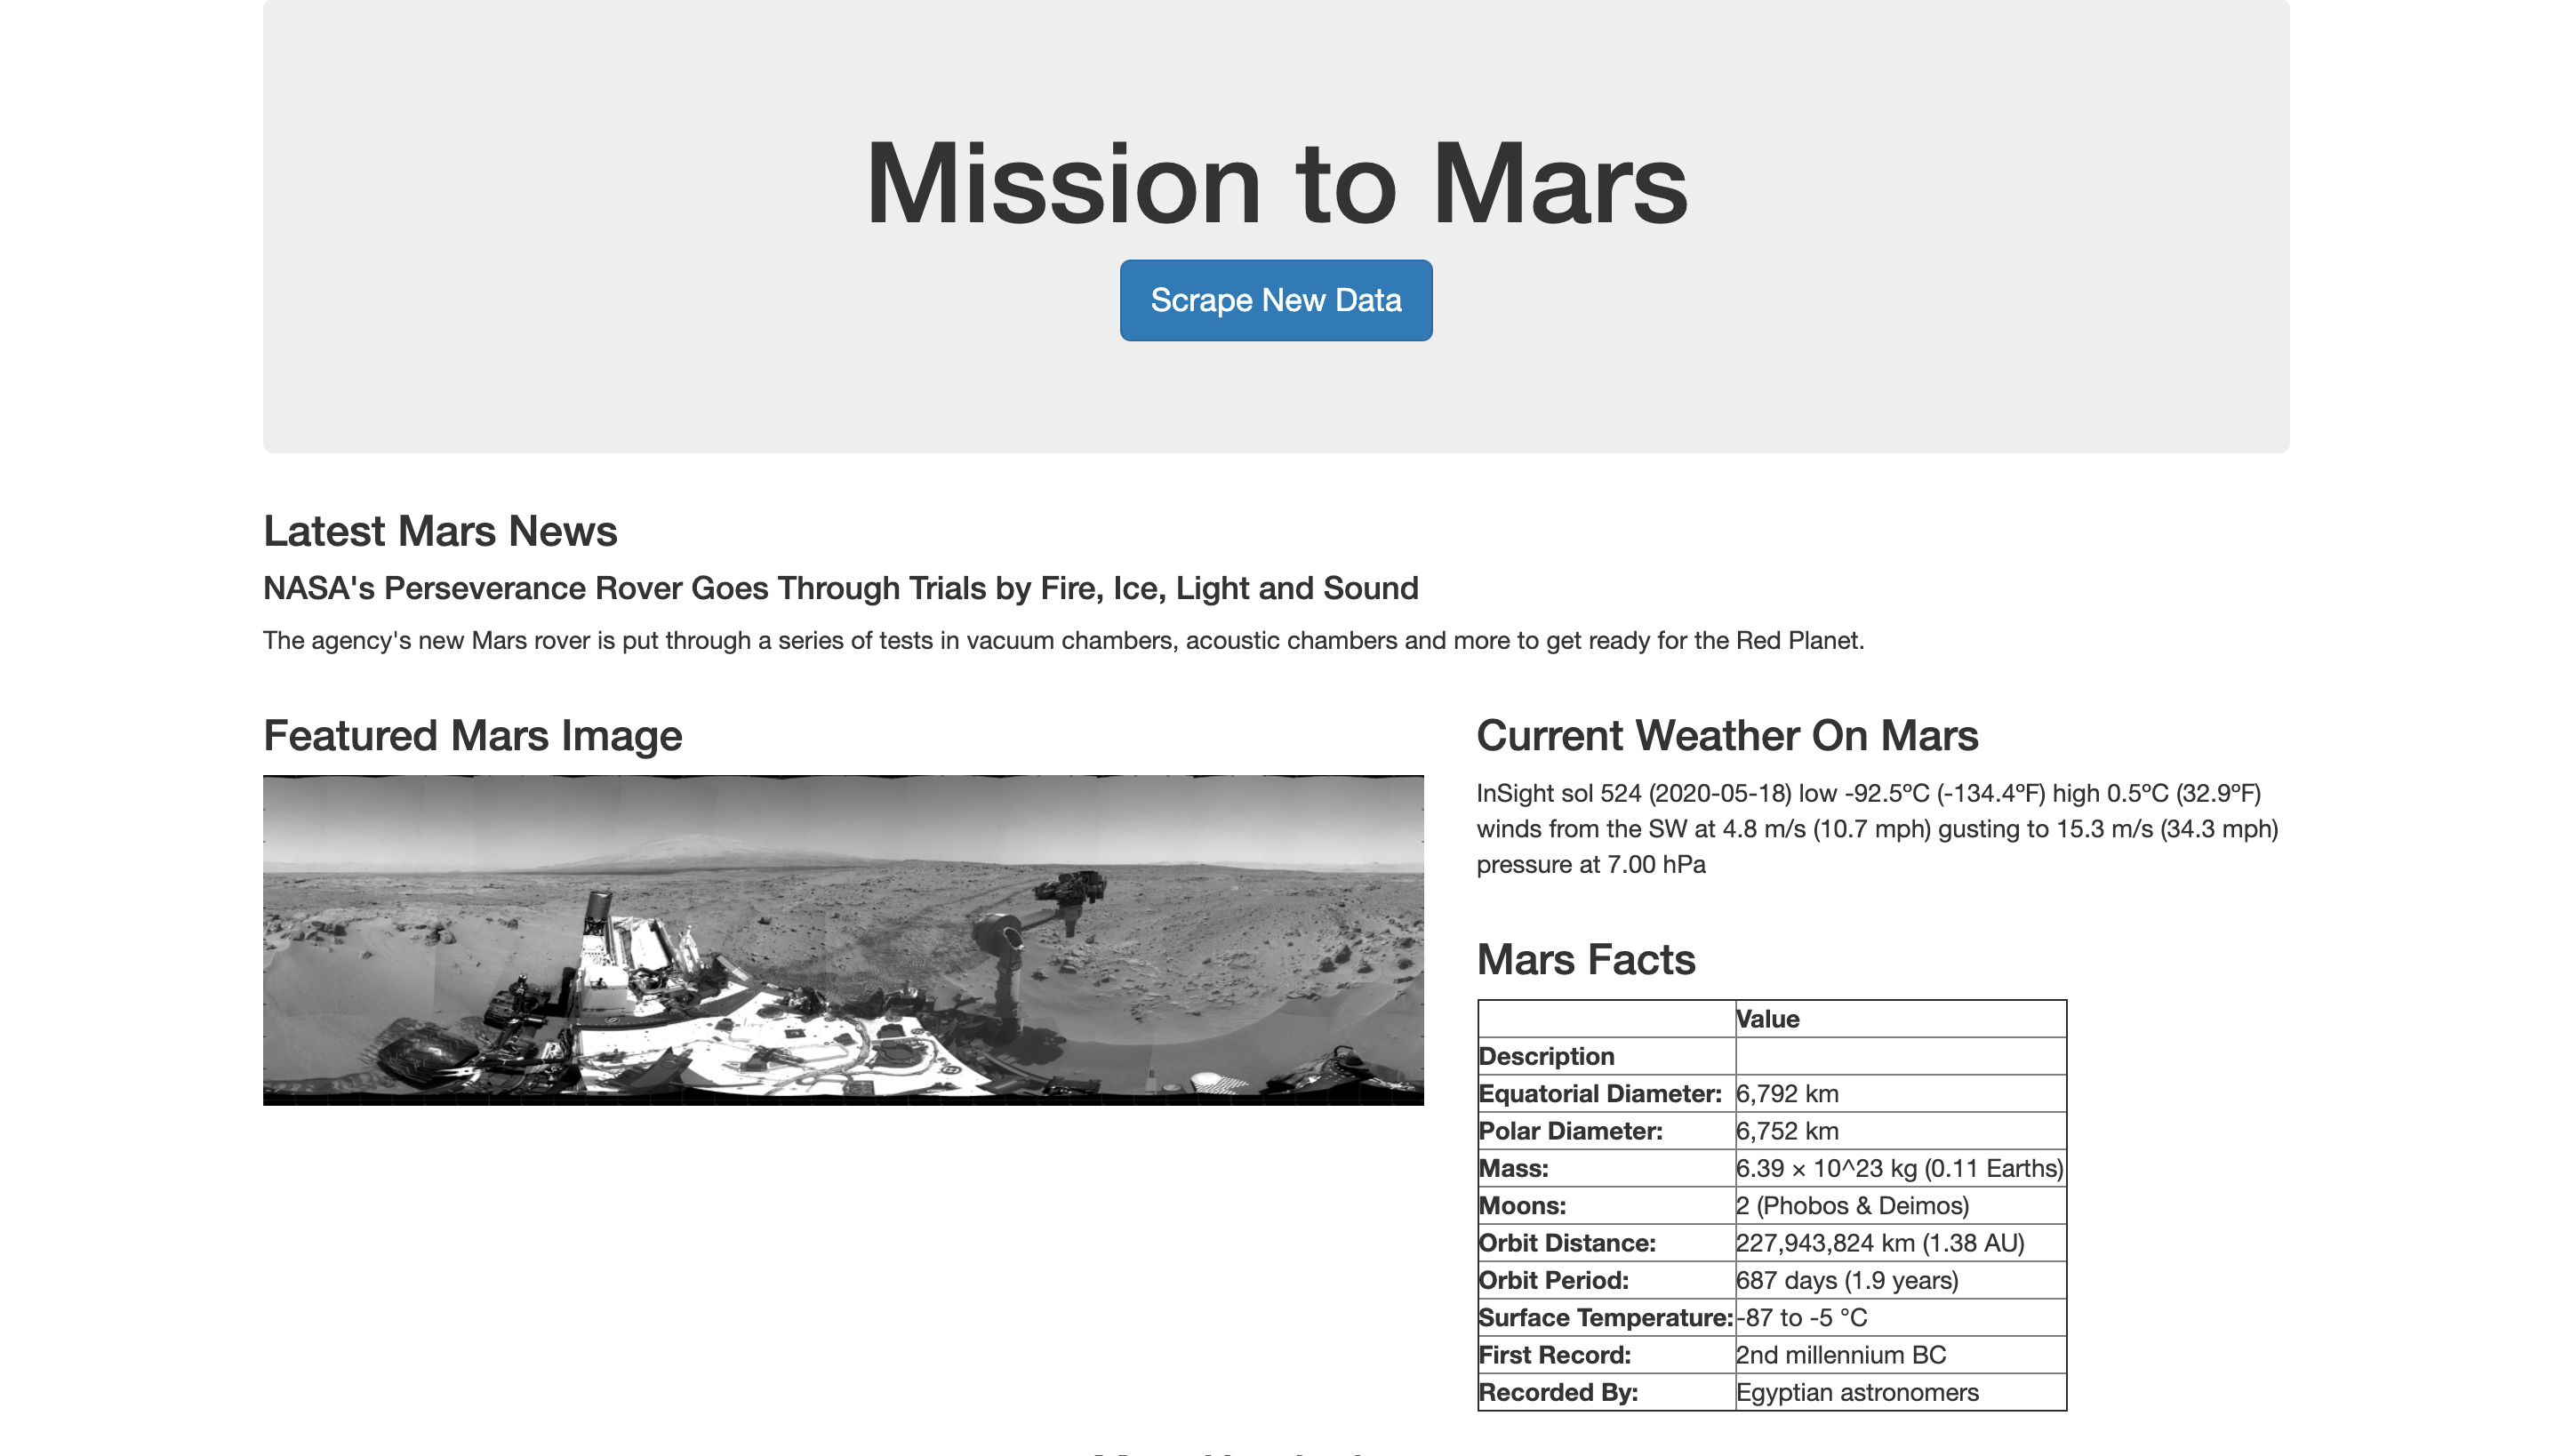 Mission to Mars
Scrape New Data
Latest Mars News
NASA's Perseverance Rover Goes Through Trials by Fire, Ice, Light and Sound
The agency's new Mars rover is put through a series of tests in vacuum chambers, acoustic chambers and more to get ready for the Red Planet.
Featured Mars Image
Current Weather On Mars
InSight sol 524 (2020-05-18) low -92.5ºC (-134.4ºF) high 0.5ºC (32.9ºF)
winds from the SW at 4.8 m/s (10.7 mph) gusting to 15.3 m/s (34.3 mph)
pressure at 7.00 hPa
Mars Facts
Value
Description
Equatorial Diameter: 6,792 km
Polar Diameter: 6,752 km
Mass: 6.39 × 10^23 kg (0.11 Earths)
Moons: 2 (Phobos & Deimos)
Orbit Distance: 227,943,824 km (1.38 AU)
Orbit Period: 687 days (1.9 years)
Surface Temperature: -87 to -5 °C
First Record: 2nd millennium BC
Recorded By: Egyptian astronomers